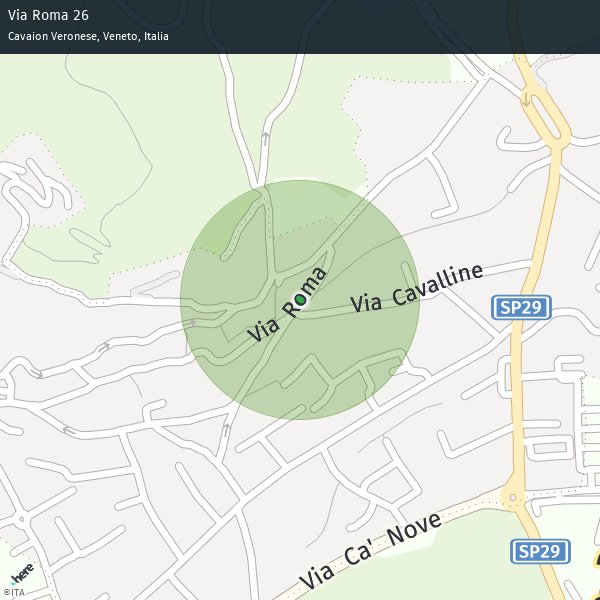 Via Roma 26
Cavaion Veronese, Veneto, Italia
Via Roma
Via Cavalline
SP29
Via Ca' Nove
SP29
here
©ITA